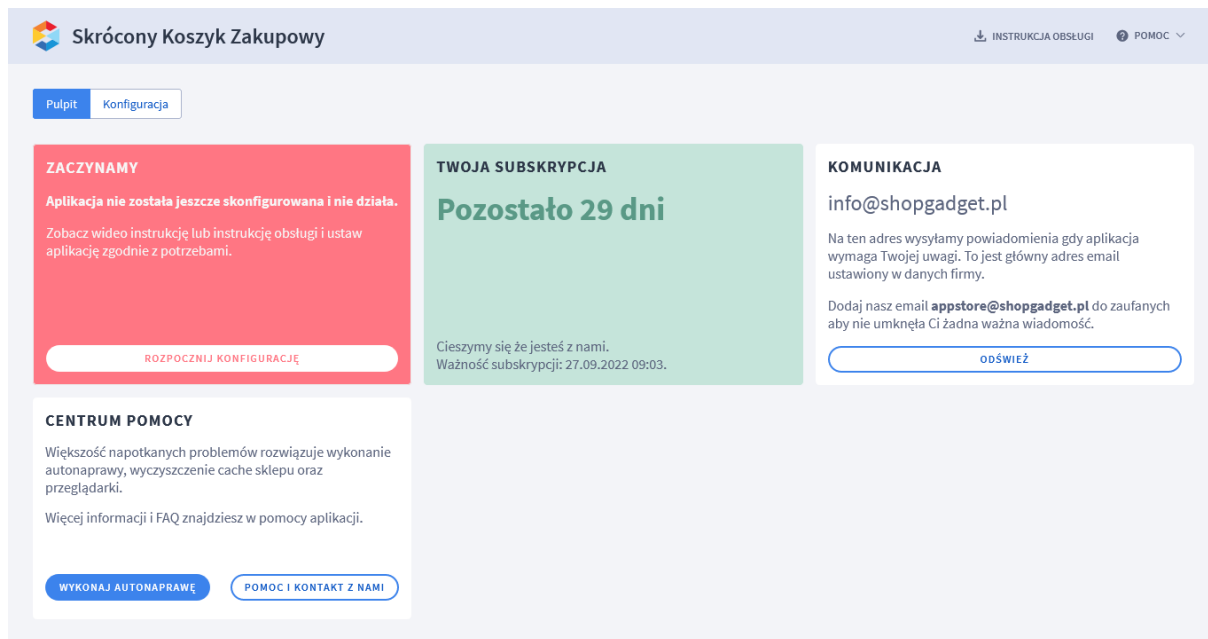 Skrócony Koszyk Zakupowy
INSTRUKCJA OBSŁUGI
POMOC
Pulpit
Konfiguracja
ZACZYNAMY
Aplikacja nie została jeszcze skonfigurowana i nie działa.
Zobacz wideo instrukcję lub instrukcję obsługi i ustaw
aplikację zgodnie z potrzebami.
ROZPOCZNIJ KONFIGURACJĘ
TWOJA SUBSKRYPCJA
Pozostało 29 dni
Cieszymy się że jesteś z nami.
Ważność subskrypcji: 27.09.2022 09:03.
KOMUNIKACJA
info@shopgadget.pl
Na ten adres wysyłamy powiadomienia gdy aplikacja
wymaga Twojej uwagi. To jest główny adres email
ustawiony w danych firmy.
Dodaj nasz email appstore@shopgadget.pl do zaufanych
aby nie umknęła Ci żadna ważna wiadomość.
ODŚWIEŻ
CENTRUM POMOCY
Większość napotkanych problemów rozwiązuje wykonanie
autonaprawy, wyczyszczenie cache sklepu oraz
przeglądarki.
Więcej informacji i FAQ znajdziesz w pomocy aplikacji.
WYKONAJ AUTONAPRAWĘ
POMOC I KONTAKT Z NAMI